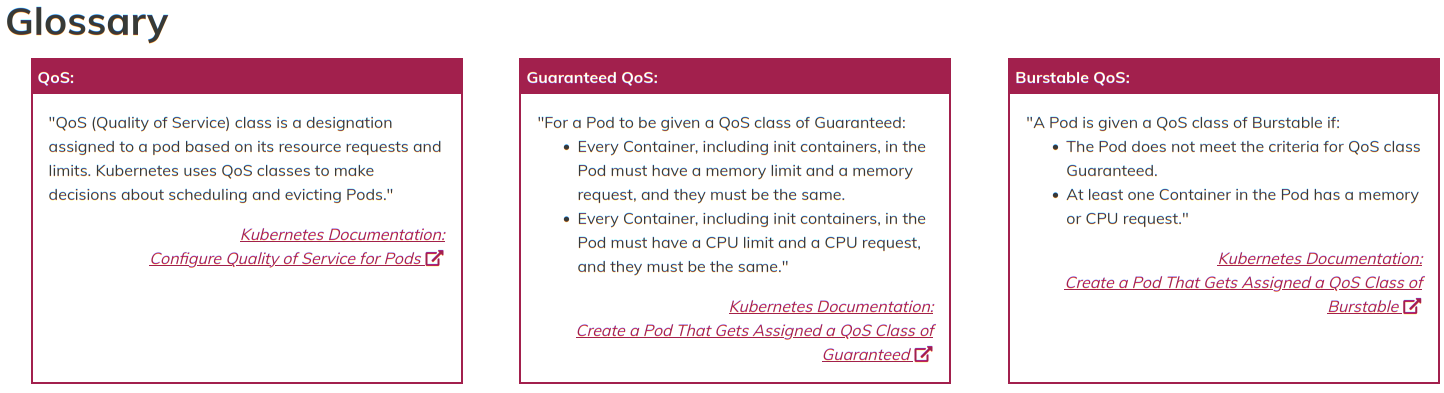 Glossary
QoS:
"QoS (Quality of Service) class is a designation
assigned to a pod based on its resource requests and
limits. Kubernetes uses QoS classes to make
decisions about scheduling and evicting Pods."
Kubernetes Documentation:
Configure Quality of Service for Pods
Guaranteed QoS:
"For a Pod to be given a QoS class of Guaranteed:
• Every Container, including init containers, in the
Pod must have a memory limit and a memory
request, and they must be the same.
• Every Container, including init containers, in the
Pod must have a CPU limit and a CPU request,
and they must be the same."
Kubernetes Documentation:
Create a Pod That Gets Assigned a QoS Class of
Guaranteed
Burstable QoS:
"A Pod is given a QoS class of Burstable if:
• The Pod does not meet the criteria for QoS class
Guaranteed.
• At least one Container in the Pod has a memory
or CPU request."
Kubernetes Documentation:
Create a Pod That Gets Assigned a QoS Class of
Burstable